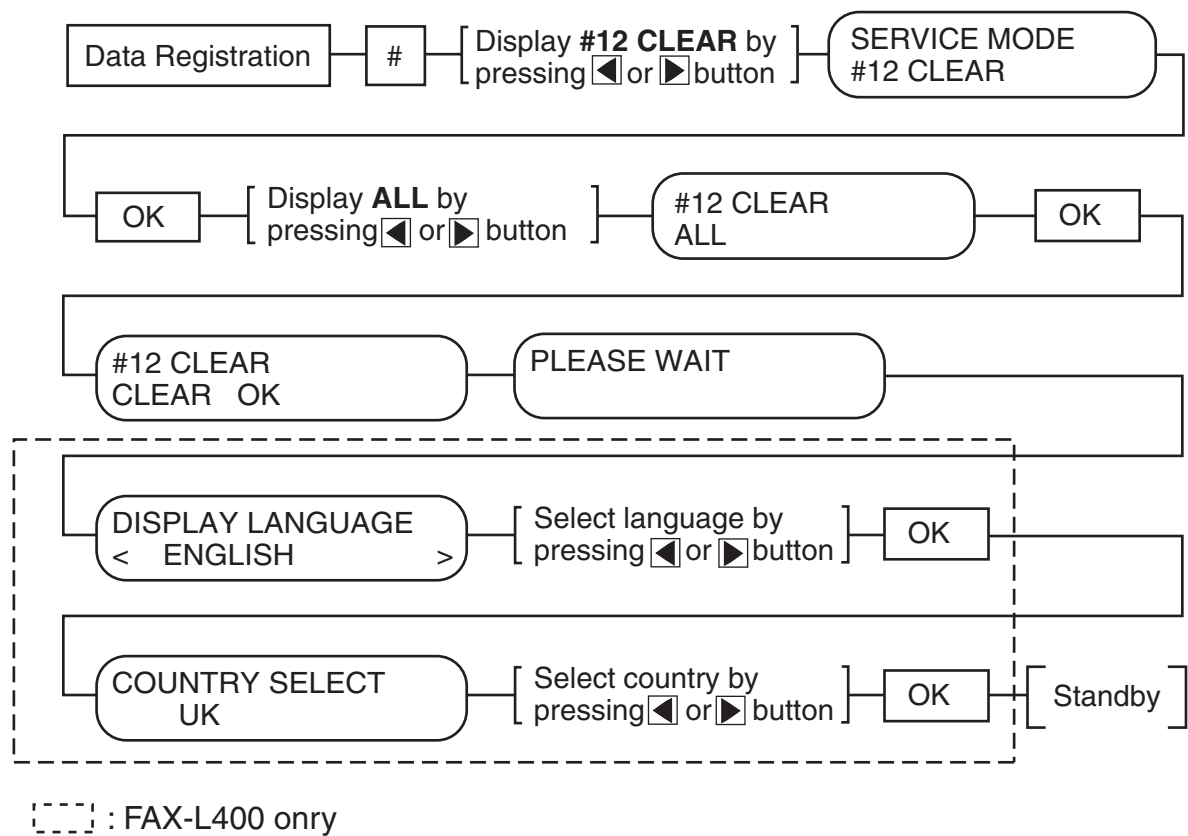 Data Registration
#
Display #12 CLEAR by
pressing ◀ or ▶ button
SERVICE MODE
#12 CLEAR
OK
Display ALL by
pressing ◀ or ▶ button
#12 CLEAR
ALL
OK
#12 CLEAR
CLEAR OK
PLEASE WAIT
DISPLAY LANGUAGE
< ENGLISH >
Select language by
pressing ◀ or ▶ button
OK
COUNTRY SELECT
UK
Select country by
pressing ◀ or ▶ button
OK
Standby
: FAX-L400 onry